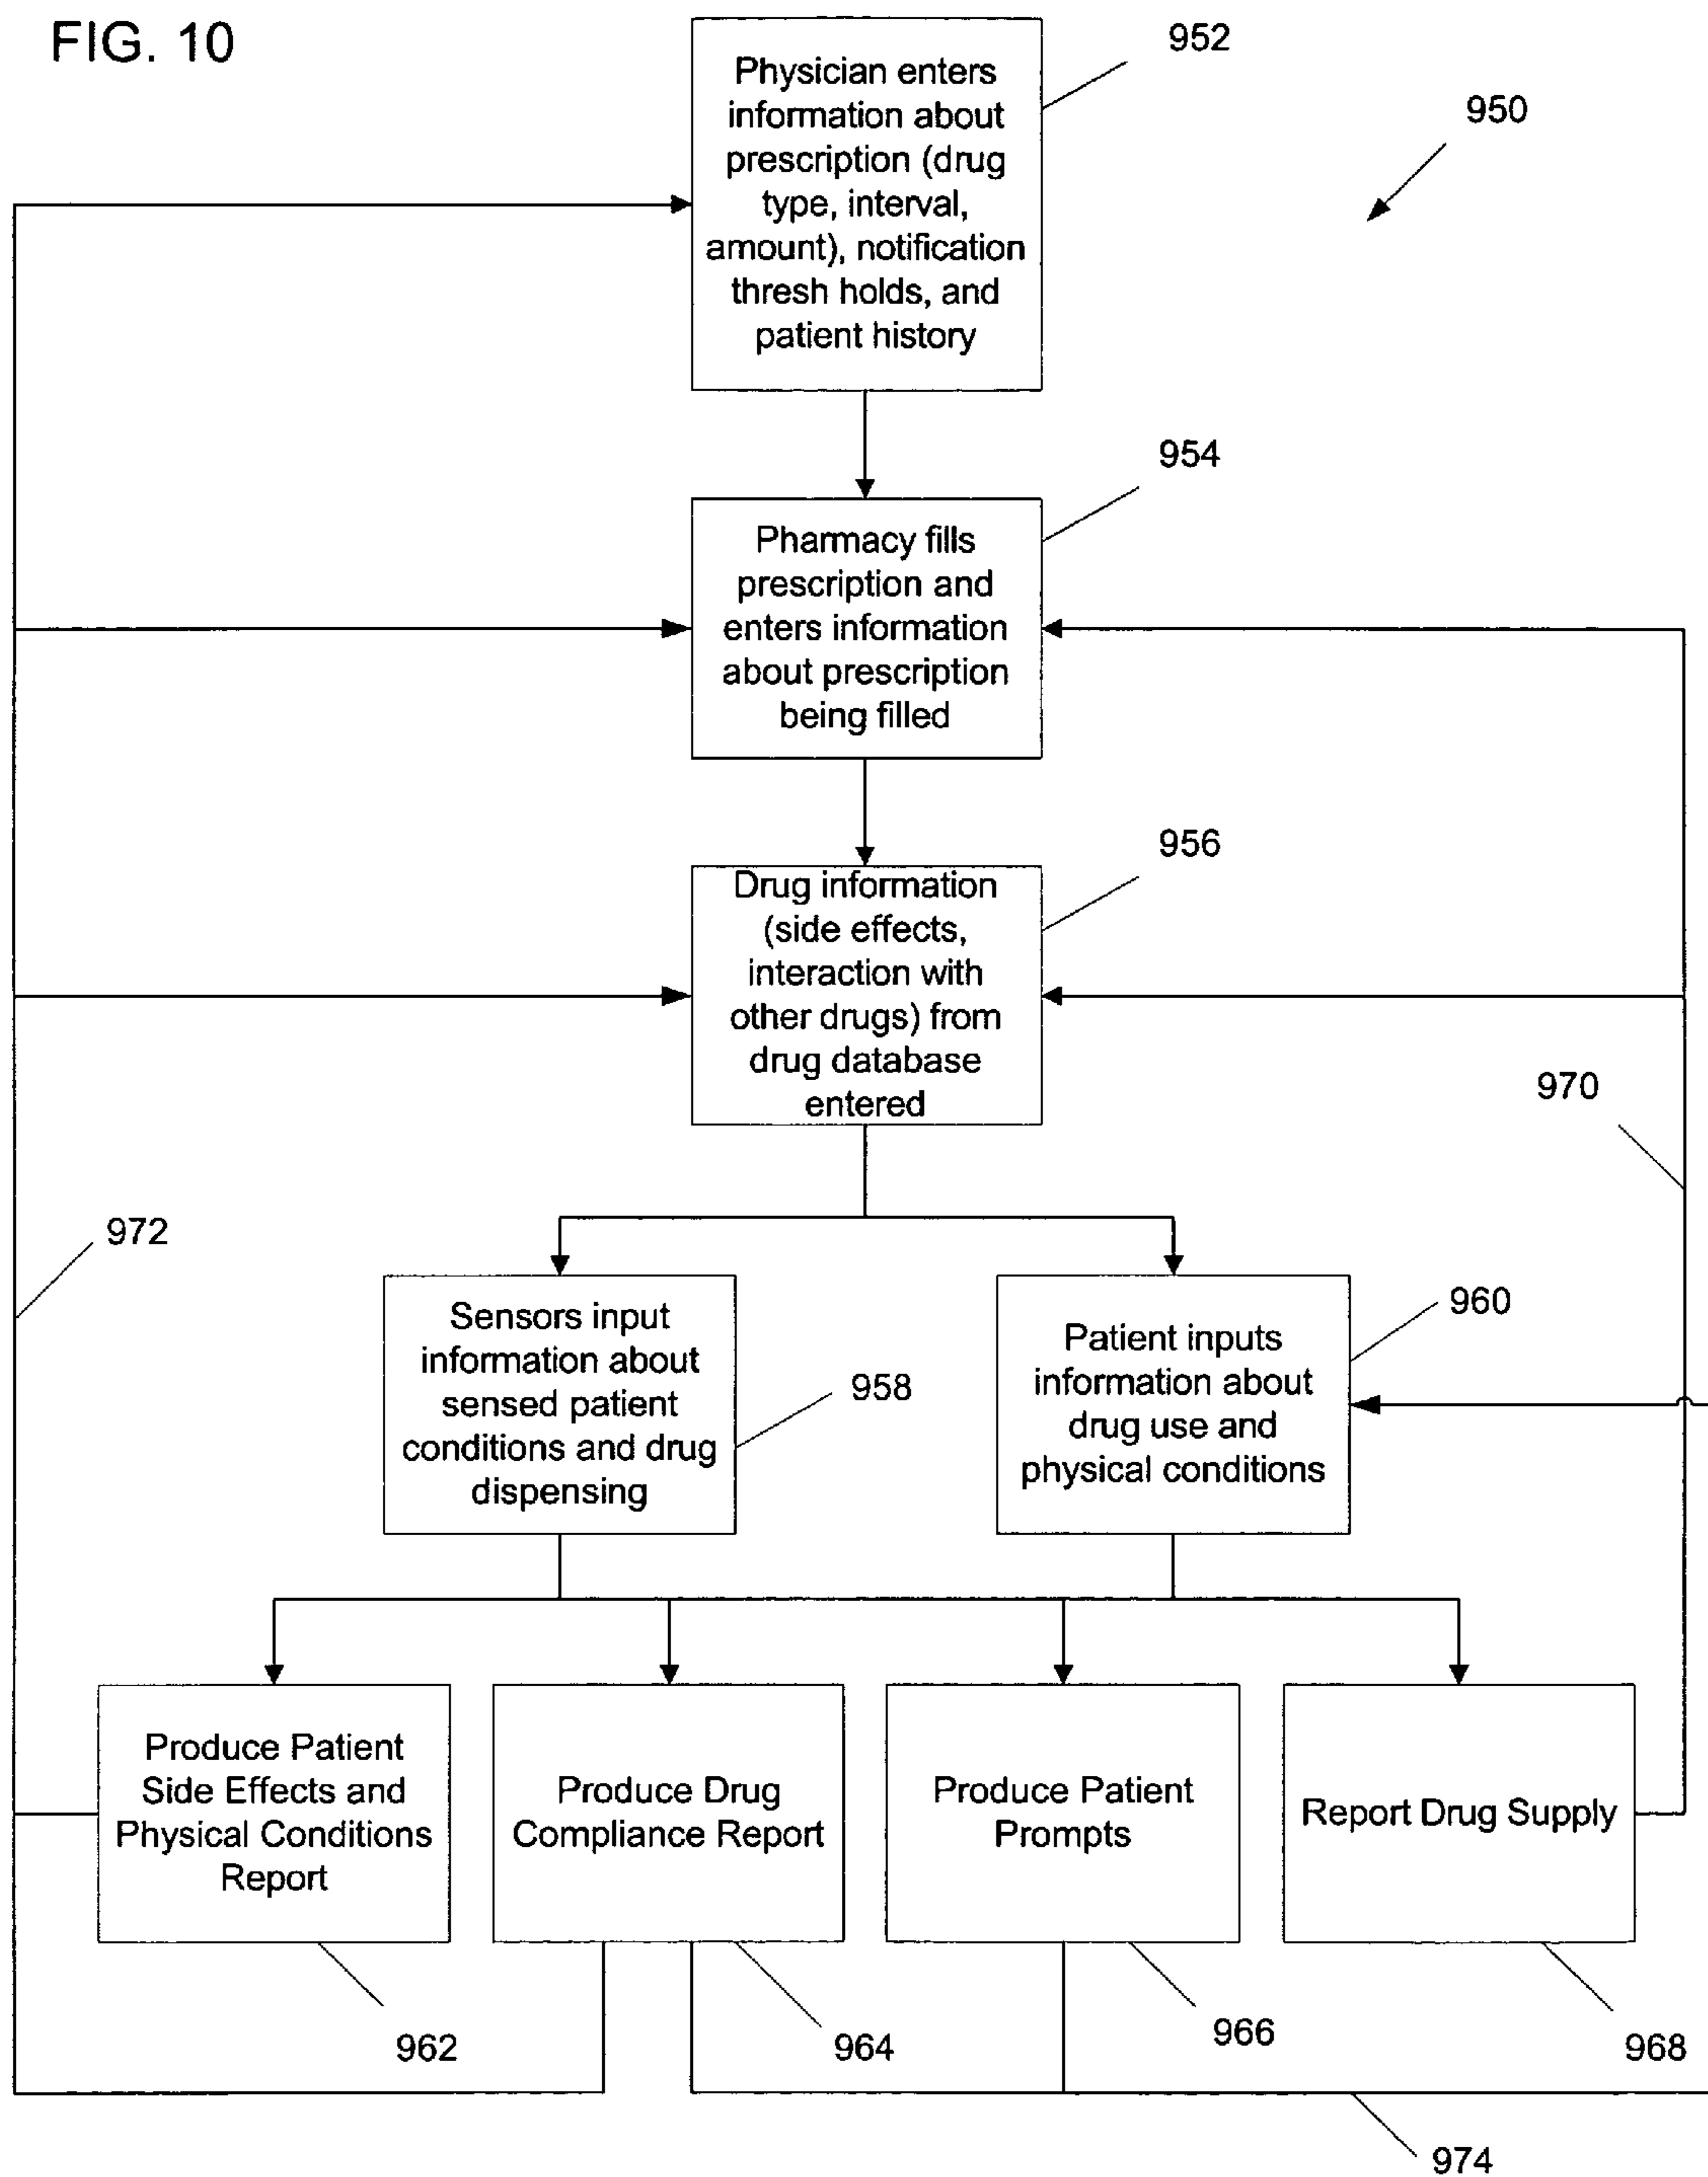 FIG. 10
952
950
Physician enters
information about
prescription (drug
type, interval,
amount), notification
thresh holds, and
patient history
954
Pharmacy fills
prescription and
enters information
about prescription
being filled
956
Drug information
(side effects,
interaction with
other drugs) from
drug database
entered
970
972
Sensors input
information about
sensed patient
conditions and drug
dispensing
958
Patient inputs
information about
drug use and
physical conditions
960
Produce Patient
Side Effects and
Physical Conditions
Report
Produce Drug
Compliance Report
Produce Patient
Prompts
Report Drug Supply
962
964
966
968
974